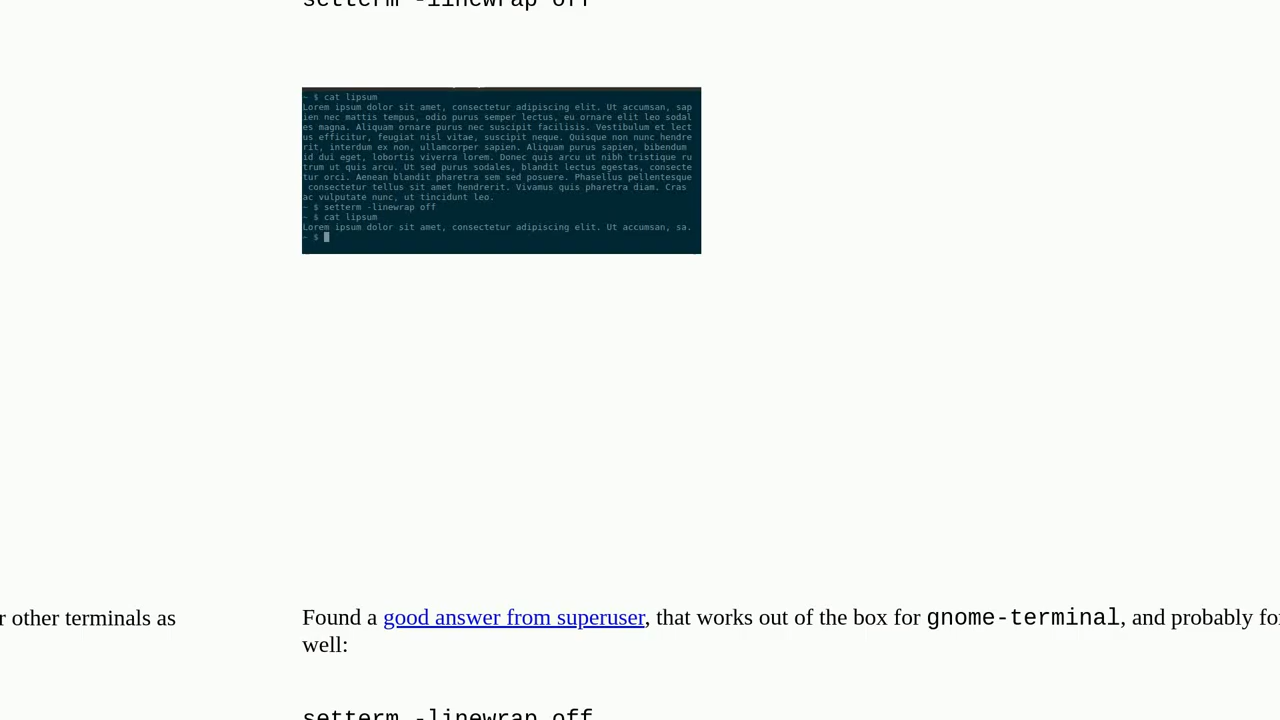 setterm -linewrap off
~ $ cat lipsum
Lorem ipsum dolor sit amet, consectetur adipiscing elit. Ut accumsan, sap
ien nec mattis tempus, odio purus semper lectus, eu ornare elit leo sodal
es magna. Aliquam ornare purus nec suscipit facilisis. Vestibulum et lect
us efficitur, feugiat nisl vitae, suscipit neque. Quisque non nunc hendre
rit, interdum ex non, ullamcorper sapien. Aliquam purus sapien, bibendum
id dui eget, lobortis viverra lorem. Donec quis arcu ut nibh tristique ru
trum ut quis arcu. Ut sed purus sodales, blandit lectus egestas, consecte
tur orci. Aenean blandit pharetra sem sed posuere. Phasellus pellentesque
consectetur tellus sit amet hendrerit. Vivamus quis pharetra diam. Cras
ac vulputate nunc, ut tincidunt leo.
~ $ setterm -linewrap off
~ $ cat lipsum
Lorem ipsum dolor sit amet, consectetur adipiscing elit. Ut accumsan, sa.
~ $
r other terminals as
Found a good answer from superuser, that works out of the box for gnome-terminal, and probably for
well:
setterm -linewrap off